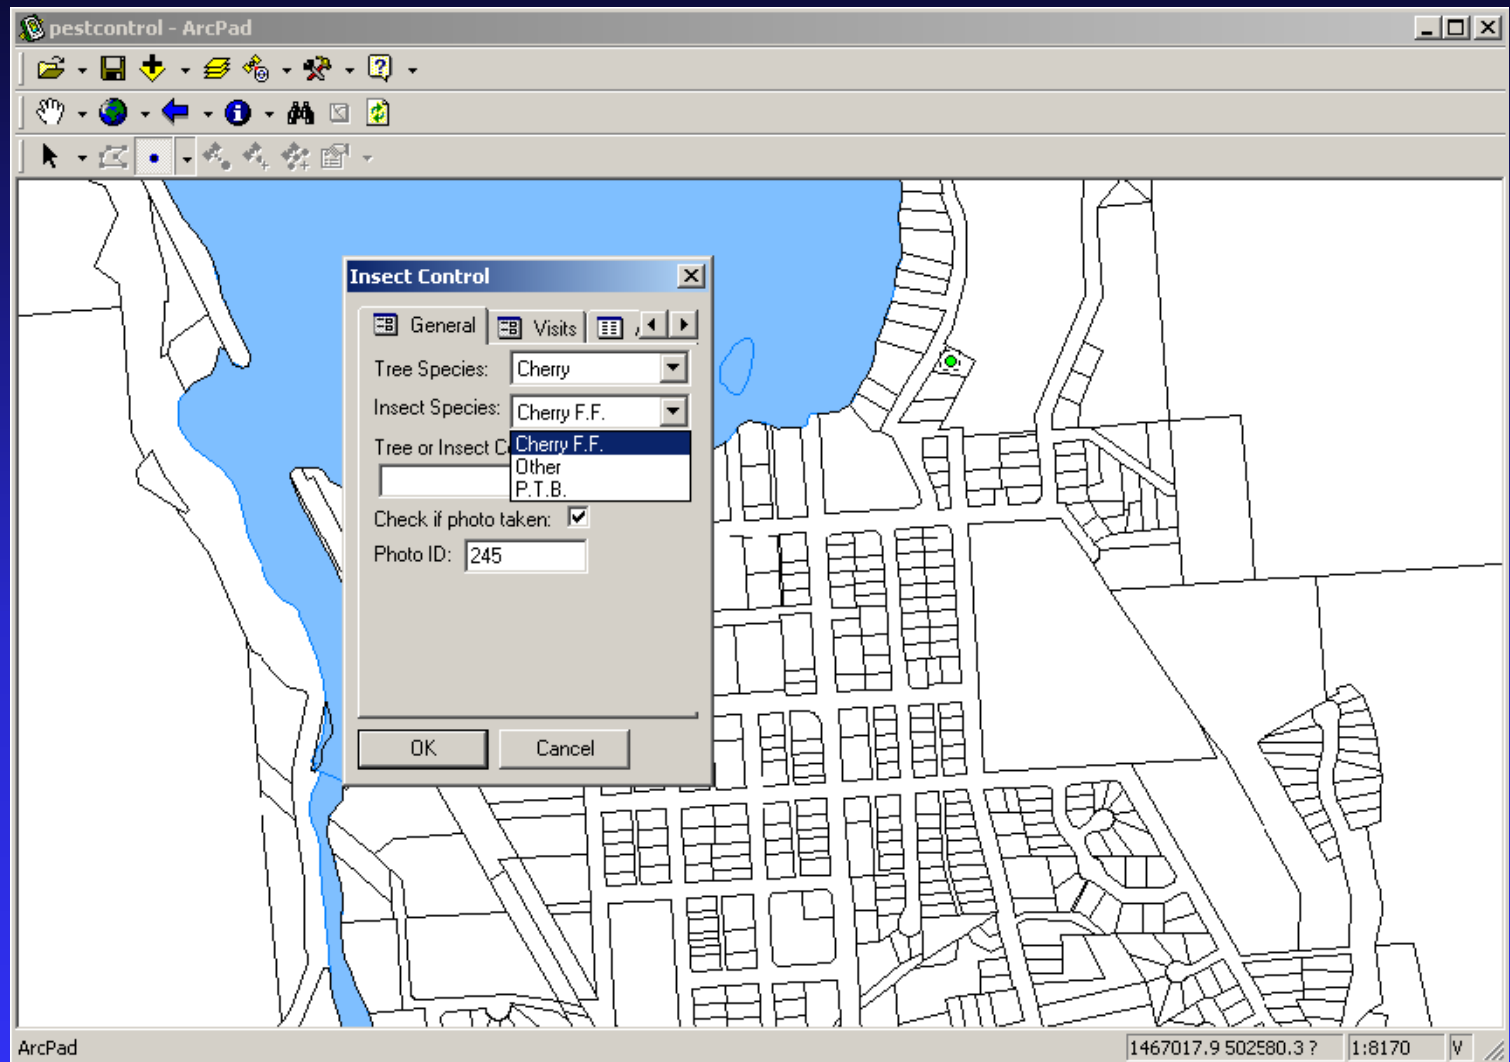 pestcontrol - ArcPad
Insect Control
General Visits
Tree Species: Cherry
Insect Species: Cherry F.F.
Cherry F.F.
Tree or Insect C
Other
P.T.B.
Check if photo taken:
Photo ID: 245
OK Cancel
ArcPad 1467017.9 502580.3 ? 1:8170 V